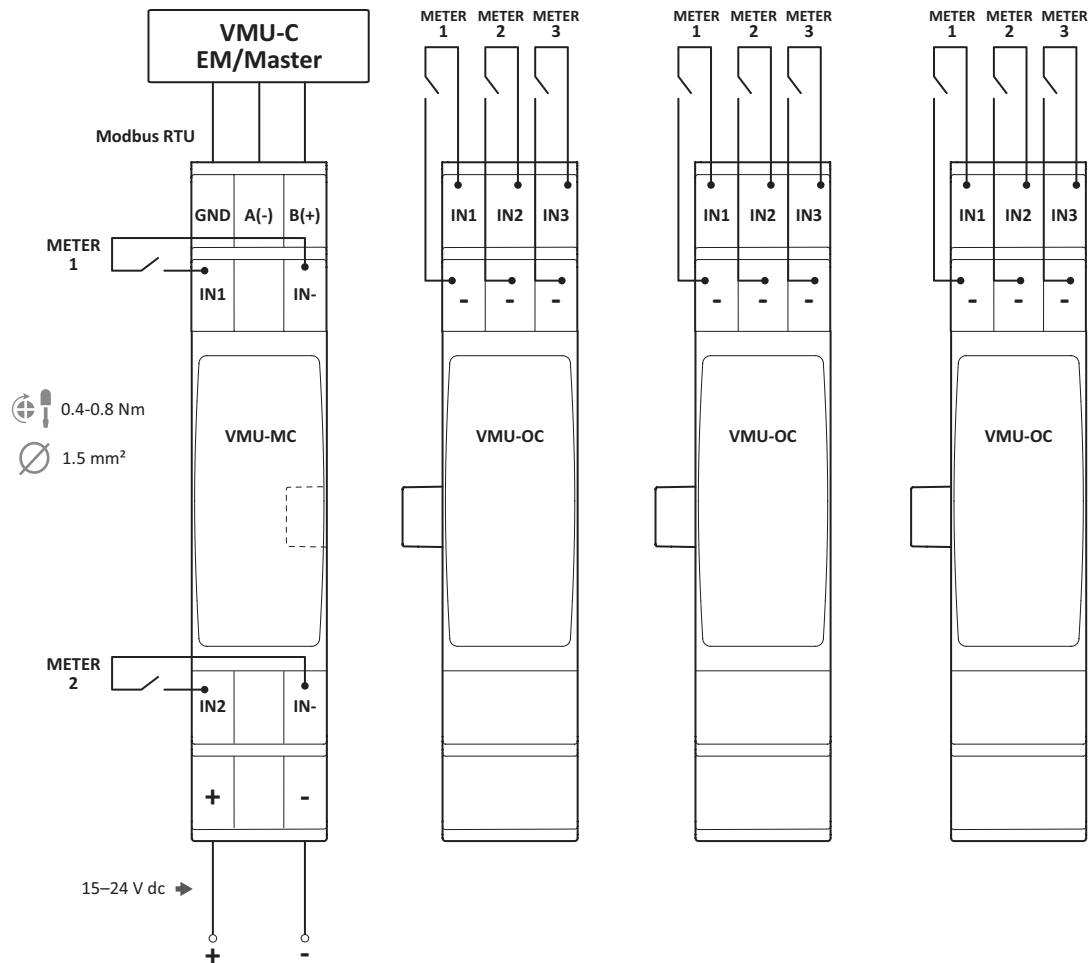 VMU-C
EM/Master
Modbus RTU
GND A(-) B(+)
METER
1
IN1 IN-
0.4-0.8 Nm
1.5 mm²
VMU-MC
METER
2
IN2 IN-
+ -
15–24 V dc
+ -
METER METER METER
1 2 3
IN1 IN2 IN3
- - -
VMU-OC
METER METER METER
1 2 3
IN1 IN2 IN3
- - -
VMU-OC
METER METER METER
1 2 3
IN1 IN2 IN3
- - -
VMU-OC